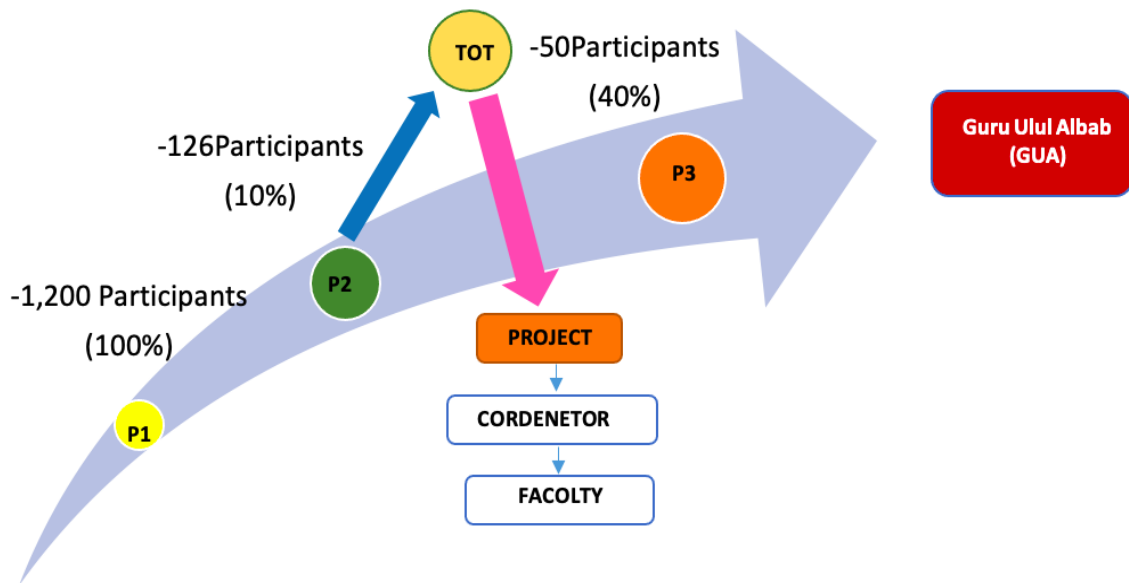 TOT
-50Participants
(40%)
-126Participants
(10%)
Guru Ulul Albab
(GUA)
P3
P2
-1,200 Participants
(100%)
PROJECT
P1
CORDENETOR
FACOLTY